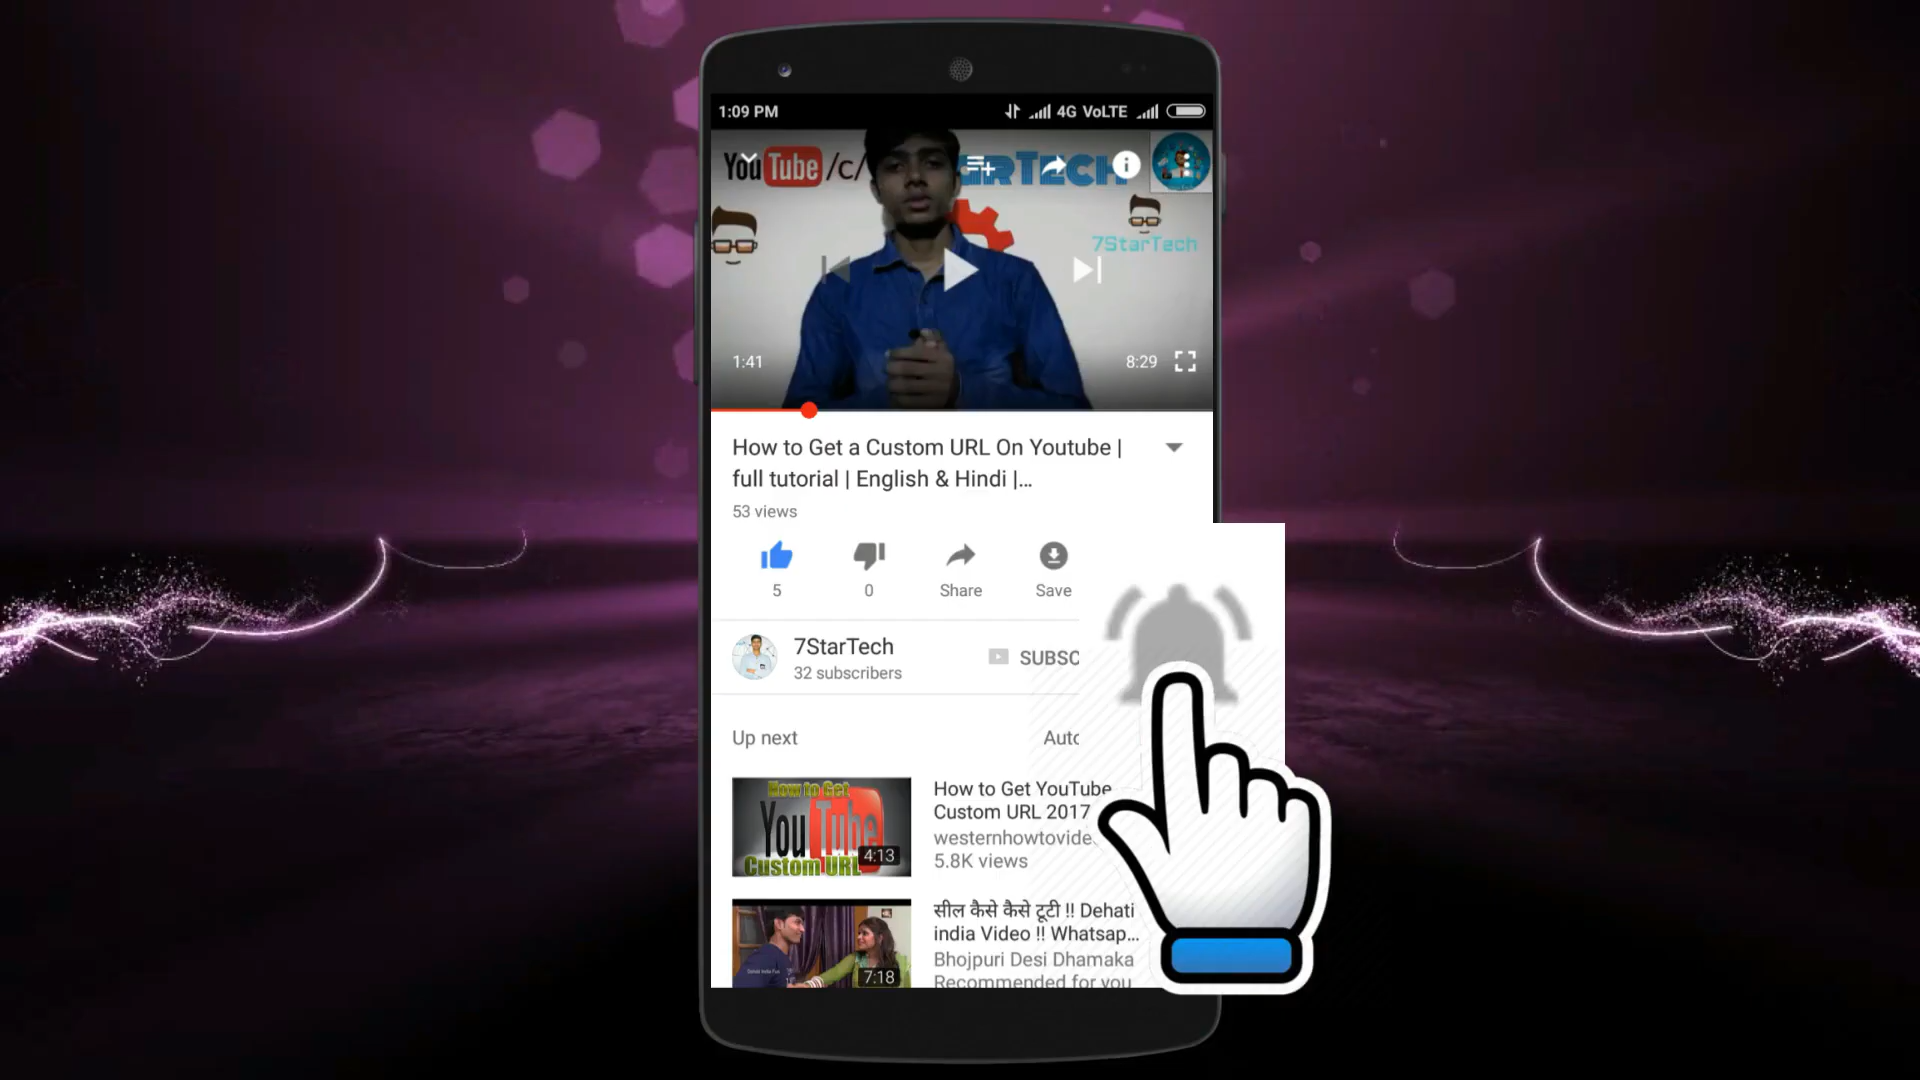 1:09 PM
4G VoLTE
YouTube /c/
arTech
7StarTech
1:41
8:29
How to Get a Custom URL On Youtube |
full tutorial | English & Hindi |...
53 views
5
0
Share
Save
7StarTech
32 subscribers
SUBSC
Up next
Auto
How to Get
YouTube
Custom URL
4:13
How to Get YouTube
Custom URL 2017
westernhowtovide
5.8K views
सील कैसे कैसे टूटी !! Dehati
india Video !! Whatsap...
Bhojpuri Desi Dhamaka
Recommended for you
7:18